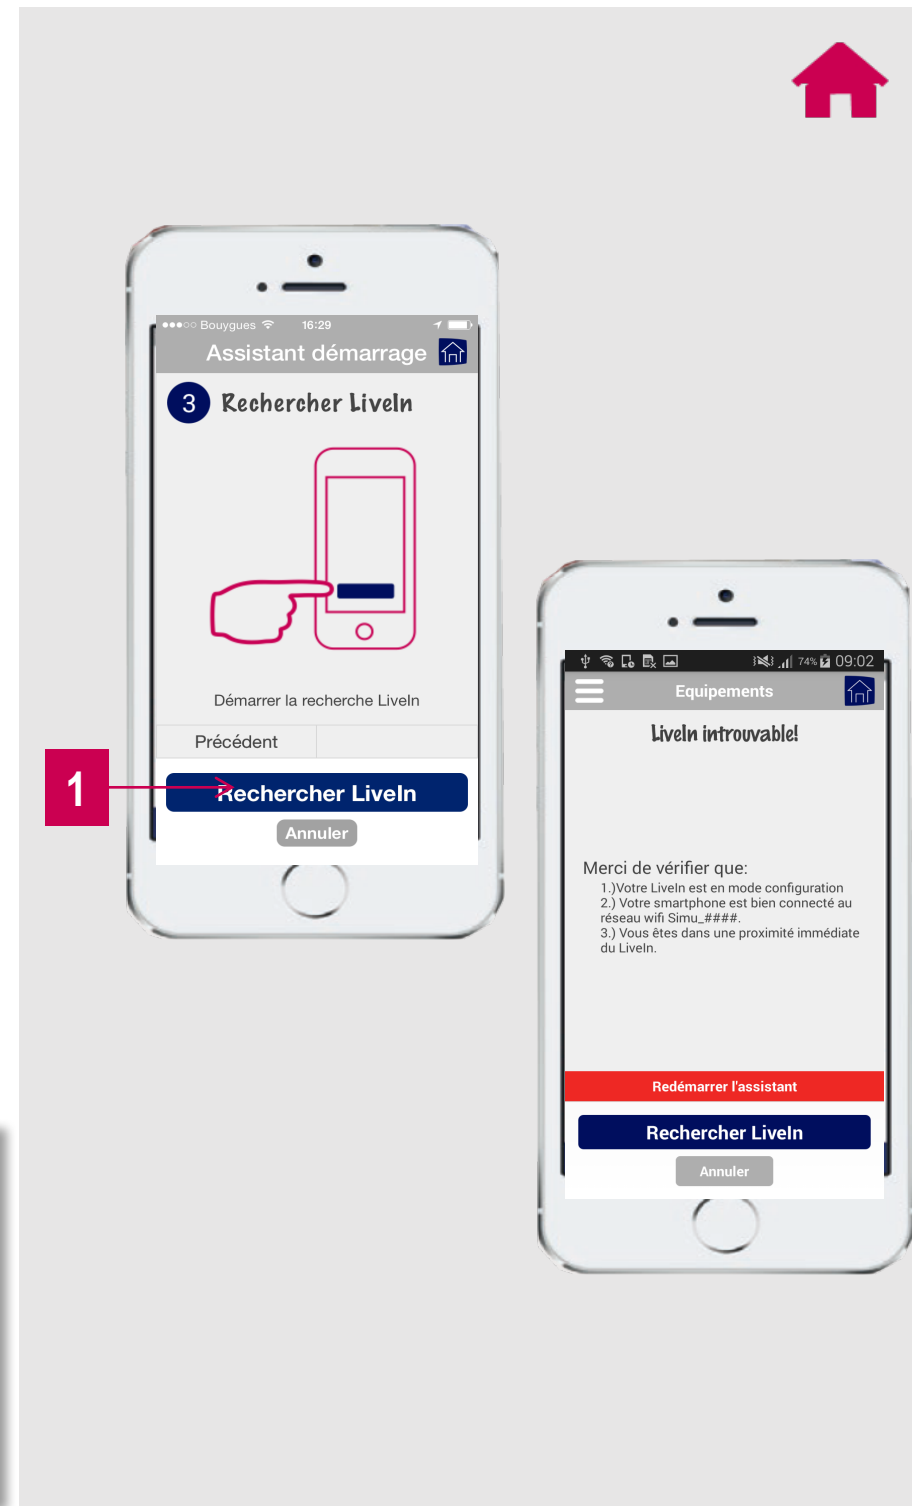 Bouygues 16:29
Assistant démarrage
3 Rechercher LiveIn
Démarrer la recherche LiveIn
Précédent
1
Rechercher LiveIn
Annuler
74% 09:02
Equipements
LiveIn introuvable!
Merci de vérifier que:
1.)Votre LiveIn est en mode configuration
2.) Votre smartphone est bien connecté au
réseau wifi Simu_####.
3.) Vous êtes dans une proximité immédiate
du LiveIn.
Redémarrer l'assistant
Rechercher LiveIn
Annuler